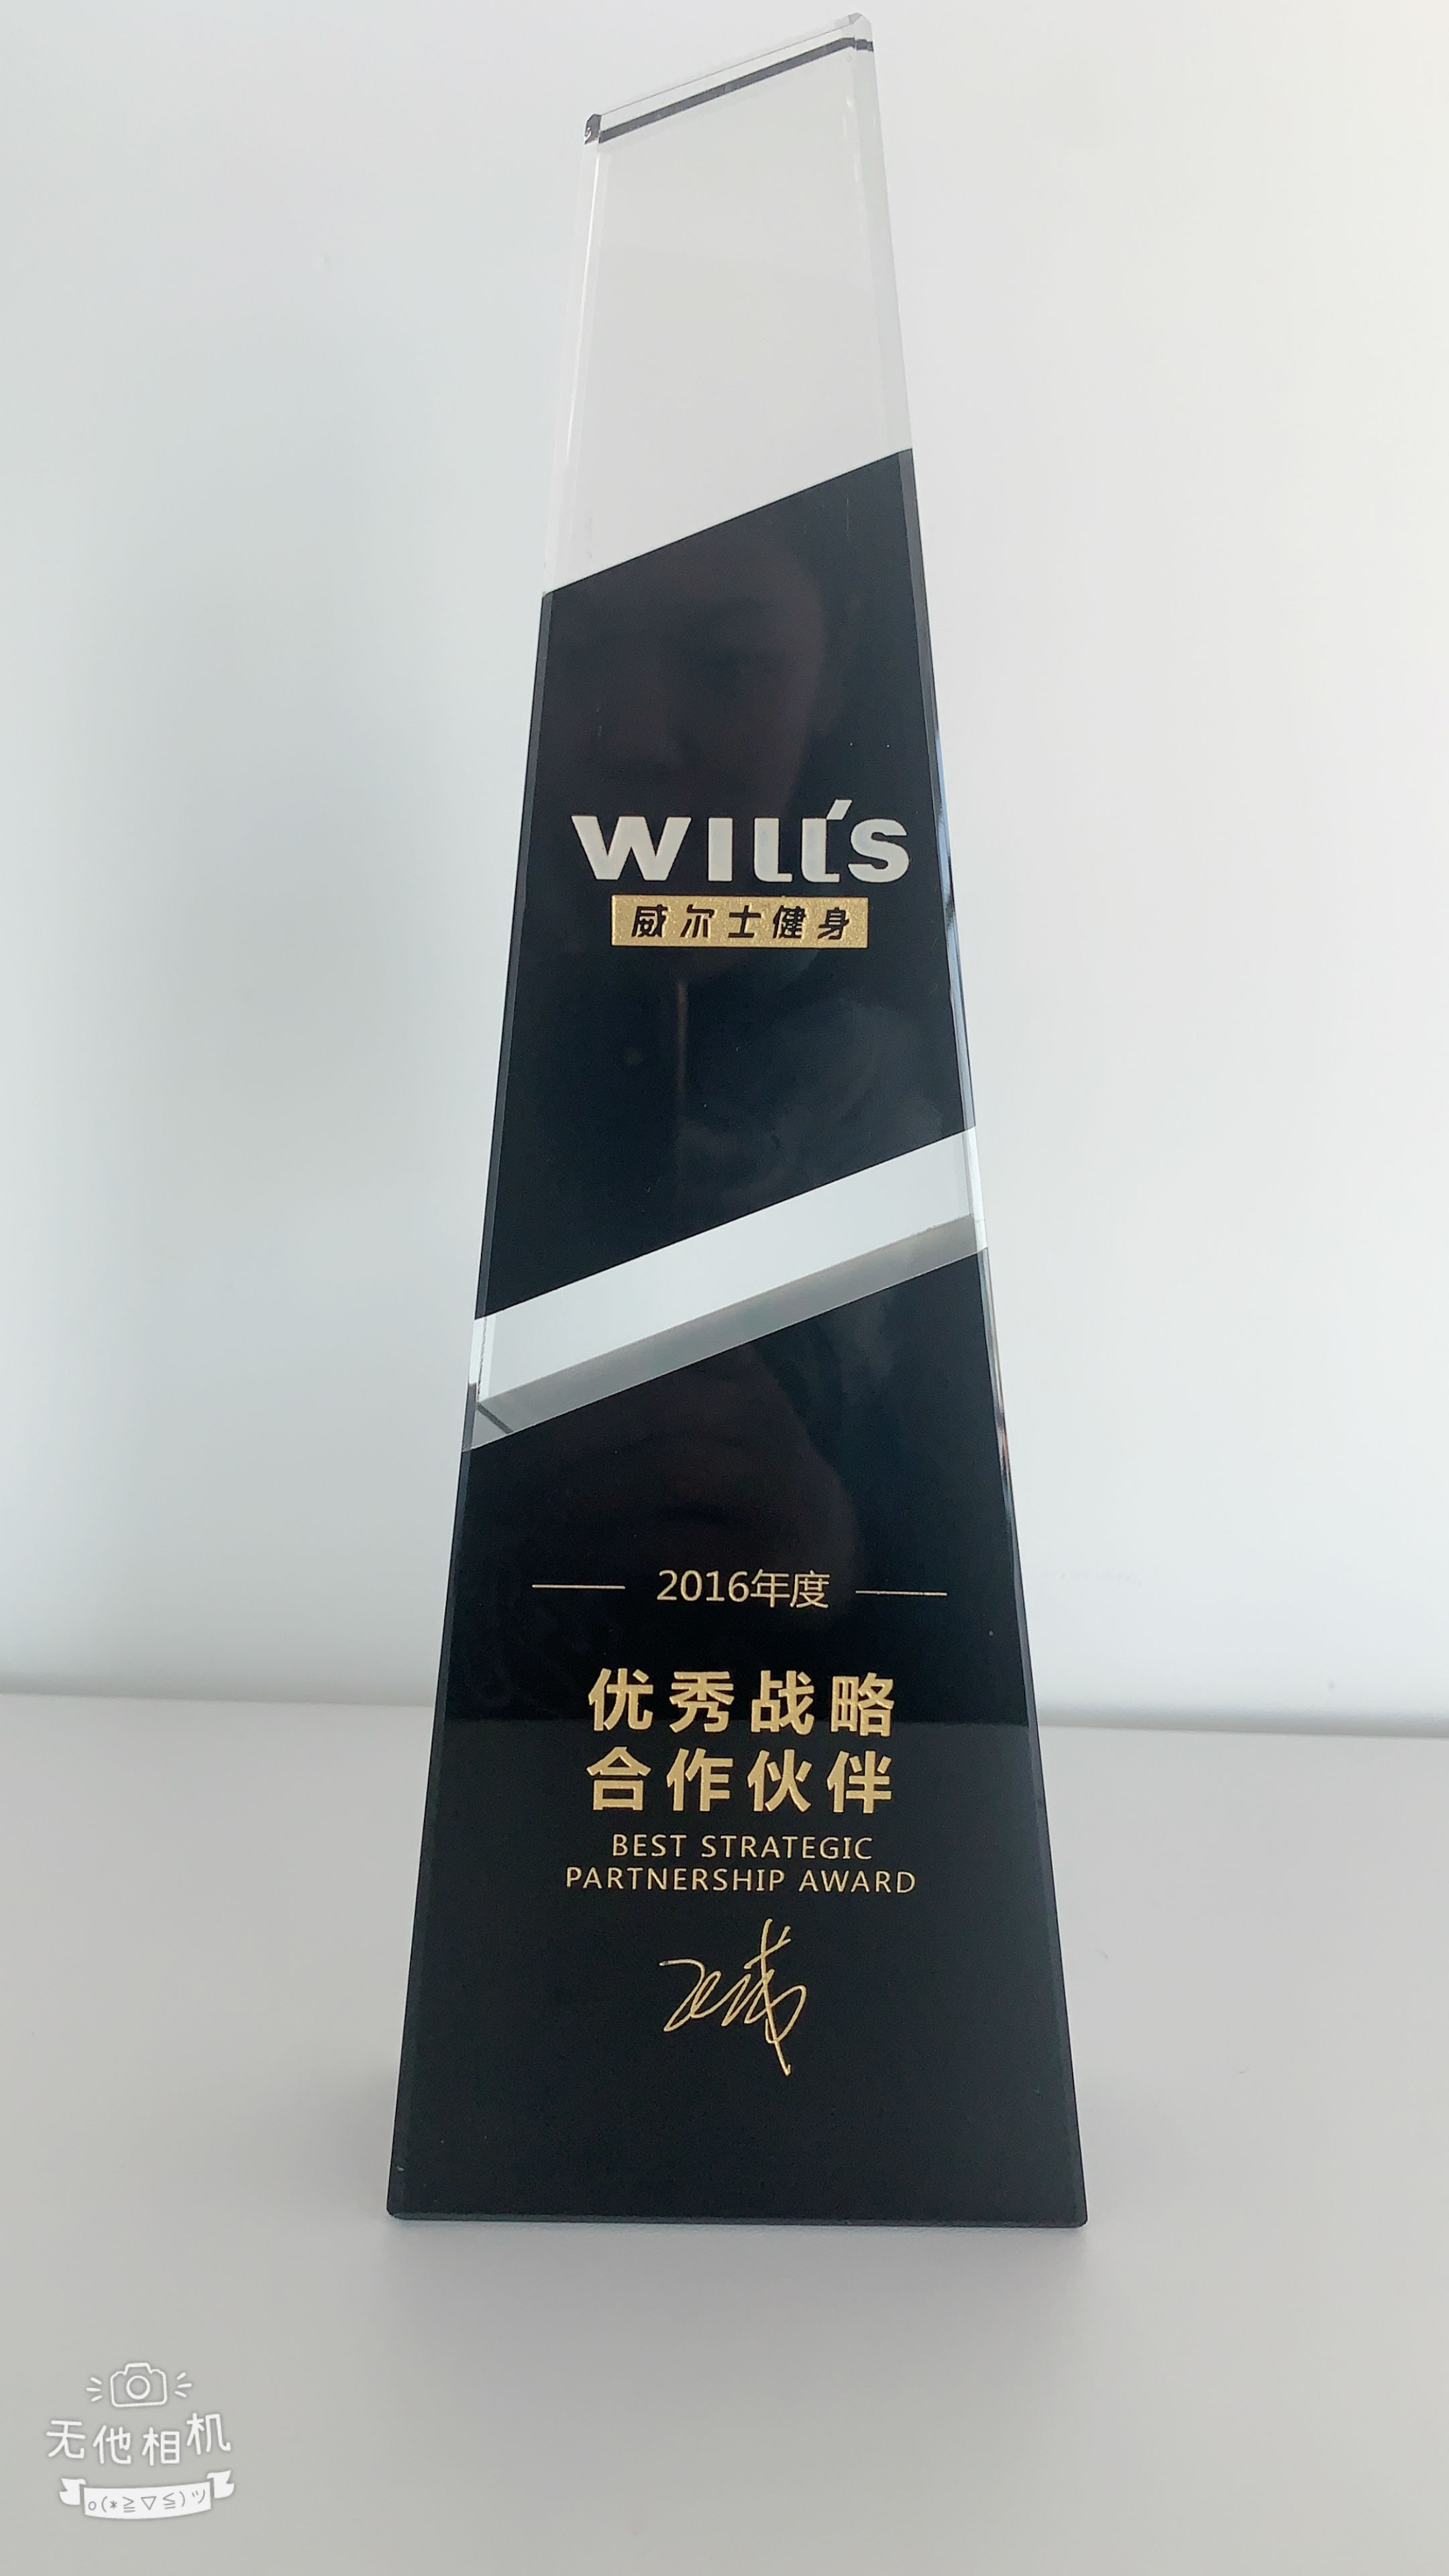 WILL'S
威尔士健身
2016年度
优秀战略
合作伙伴
BEST STRATEGIC
PARTNERSHIP AWARD
无他相机
o(*≧▽≦)ツ